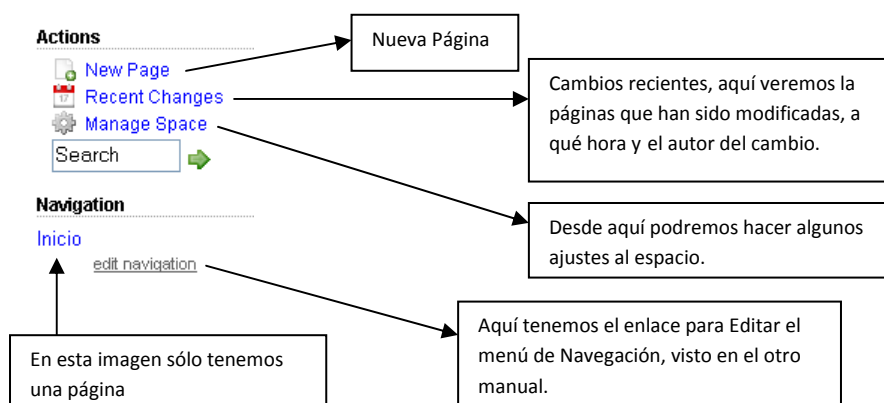 Actions
New Page
Recent Changes
17
Manage Space
Search
Navigation
Inicio
edit navigation
Nueva Página
Cambios recientes, aquí veremos la
páginas que han sido modificadas, a
qué hora y el autor del cambio.
Desde aquí podremos hacer algunos
ajustes al espacio.
Aquí tenemos el enlace para Editar el
menú de Navegación, visto en el otro
manual.
En esta imagen sólo tenemos
una página